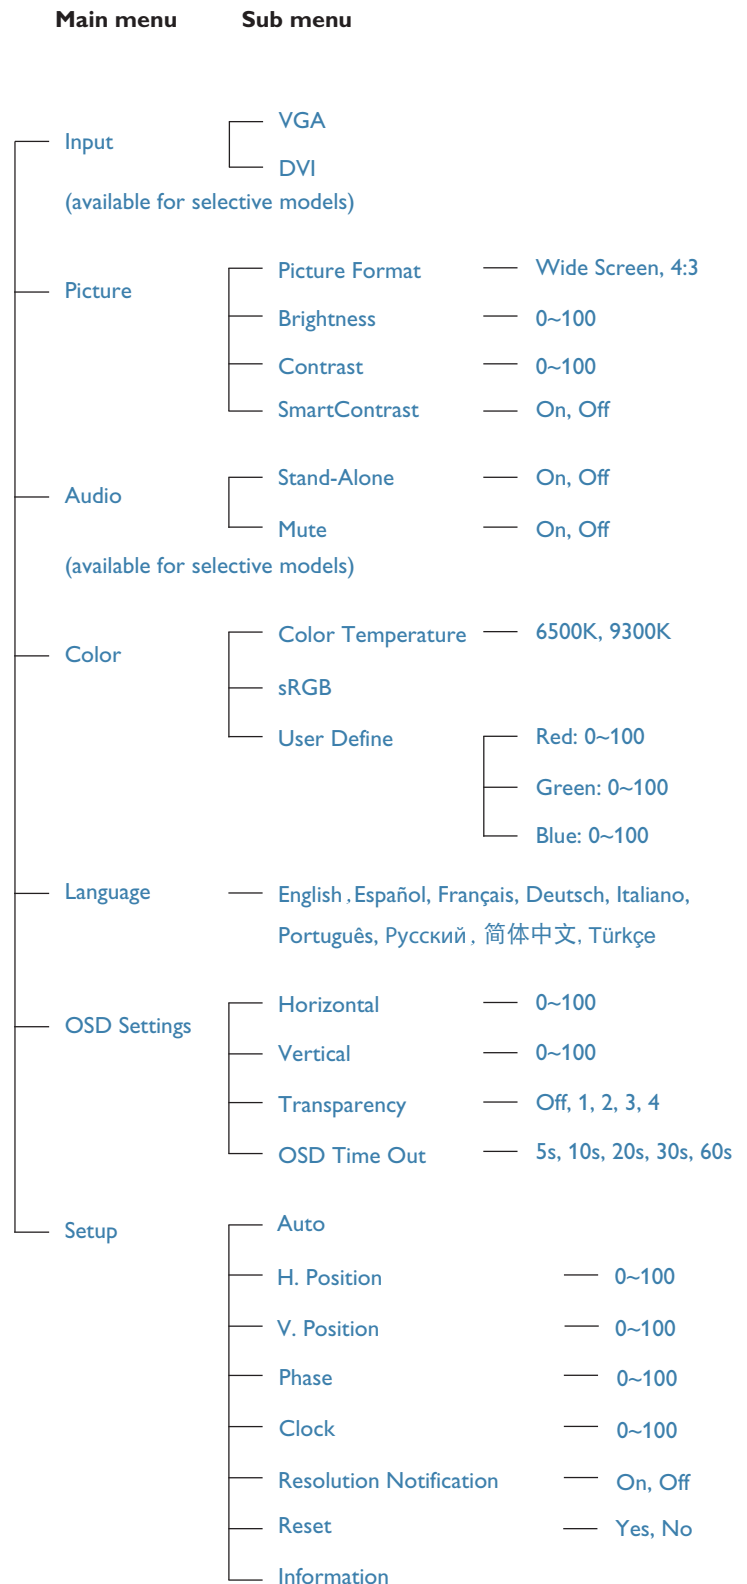 Main menu Sub menu
VGA
Input
DVI
(available for selective models)
Picture Format Wide Screen, 4:3
Picture
Brightness 0~100
Contrast 0~100
SmartContrast On, Off
Stand-Alone On, Off
Audio
Mute On, Off
(available for selective models)
Color Temperature 6500K, 9300K
Color
sRGB
User Define Red: 0~100
Green: 0~100
Blue: 0~100
Language English, Español, Français, Deutsch, Italiano,
Português, Русский, 简体中文, Türkçe
Horizontal 0~100
OSD Settings
Vertical 0~100
Transparency Off, 1, 2, 3, 4
OSD Time Out 5s, 10s, 20s, 30s, 60s
Setup Auto
H. Position 0~100
V. Position 0~100
Phase 0~100
Clock 0~100
Resolution Notification On, Off
Reset Yes, No
Information